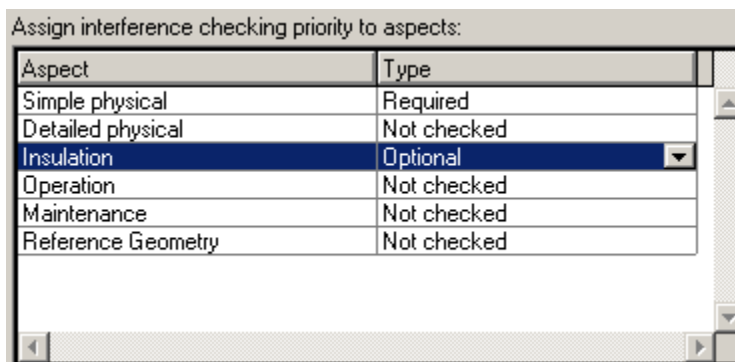 Assign interference checking priority to aspects:
Aspect Type
Simple physical Required
Detailed physical Not checked
Insulation Optional
Operation Not checked
Maintenance Not checked
Reference Geometry Not checked